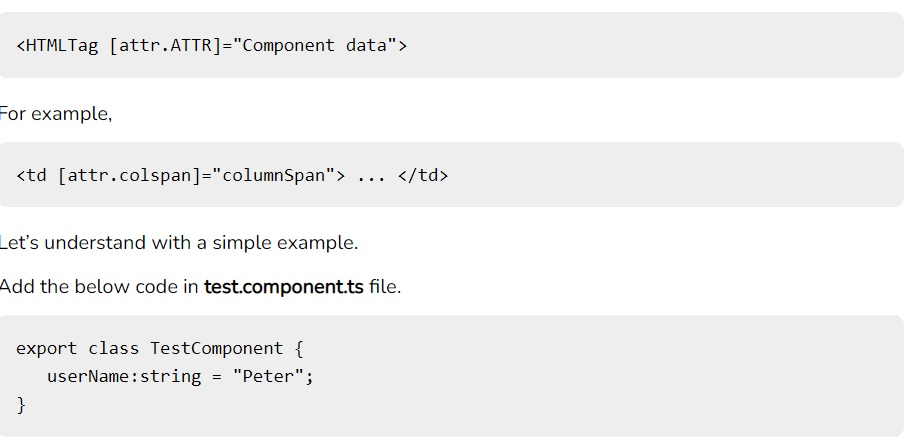 <HTMLTag [attr.ATTR]="Component data">
For example,
<td [attr.colspan]="columnSpan"> ... </td>
Let’s understand with a simple example.
Add the below code in test.component.ts file.
export class TestComponent {
   userName:string = "Peter";
}